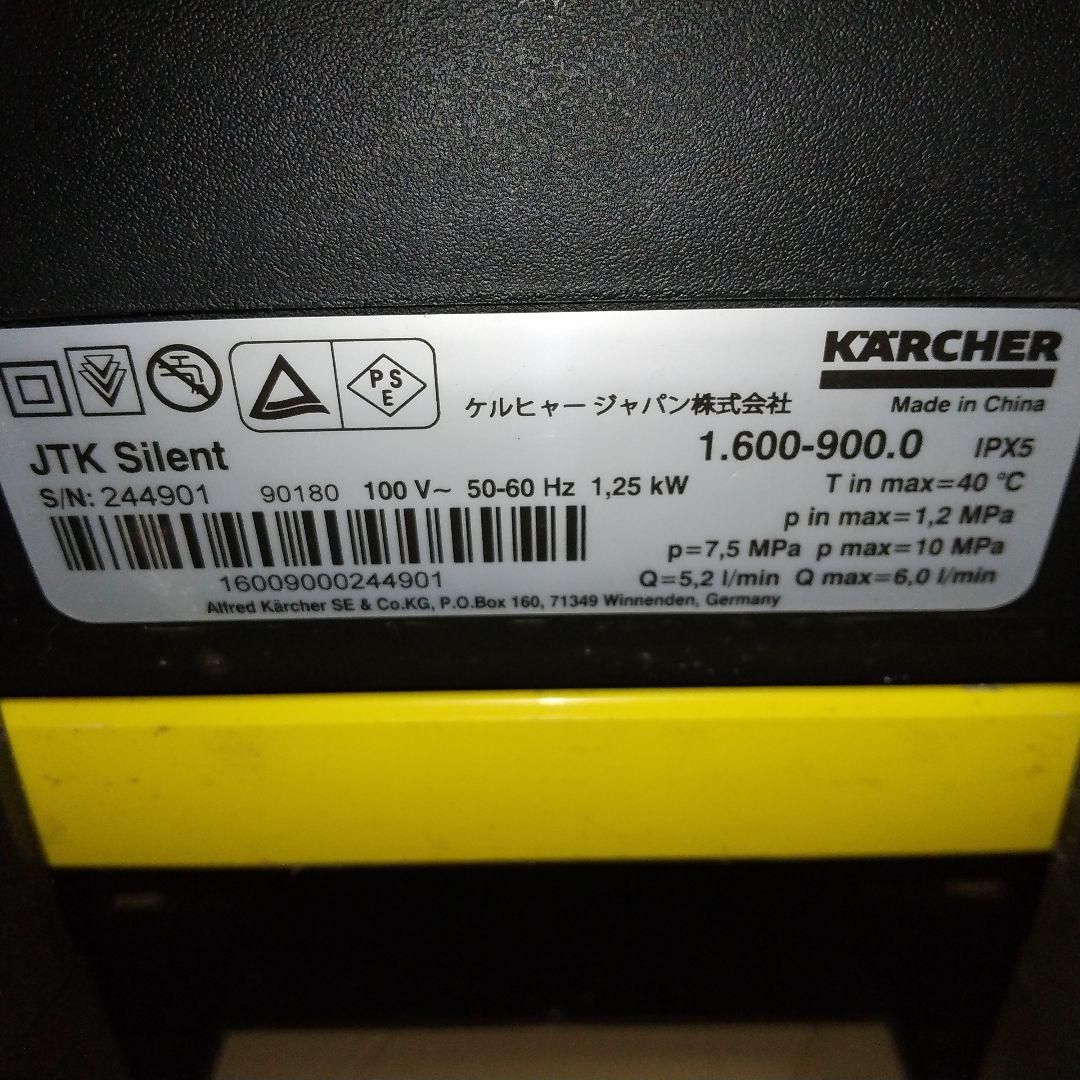 KÄRCHER
PS
E
ケルヒャー ジャパン株式会社
Made in China
JTK Silent
1.600-900.0 IPX5
S/N: 244901 90180 100 V~ 50-60 Hz 1,25 kW
T in max=40 °C
p in max=1,2 MPa
p=7,5 MPa p max=10 MPa
16009000244901
Q=5,2 l/min Q max=6,0 l/min
Alfred Kärcher SE & Co.KG, P.O.Box 160, 71349 Winnenden, Germany